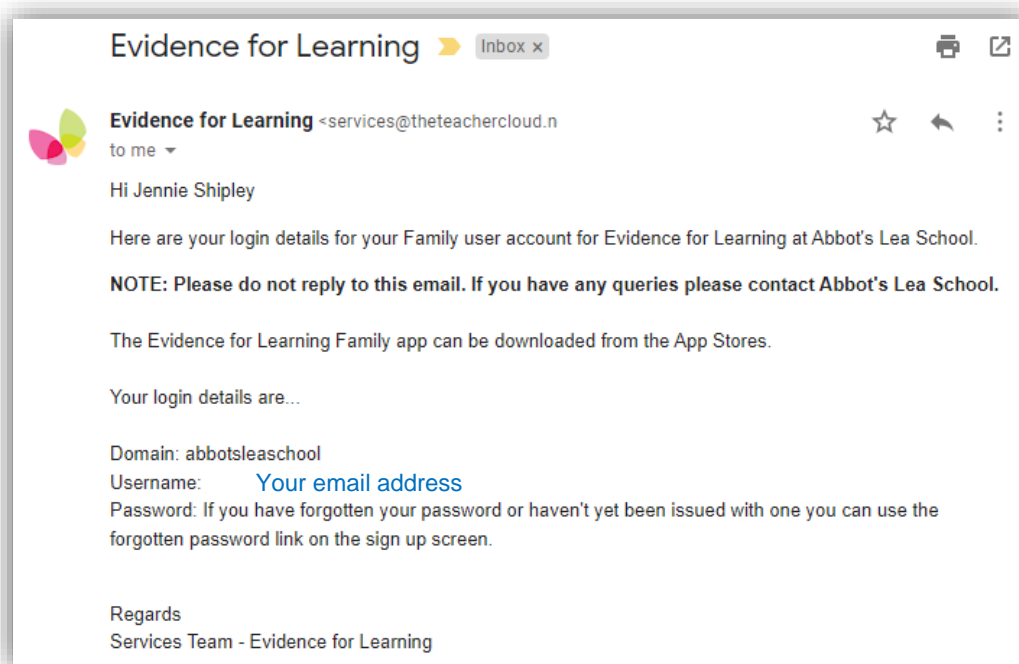 Evidence for Learning Inbox x
Evidence for Learning <services@theteachercloud.n
to me
Hi Jennie Shipley
Here are your login details for your Family user account for Evidence for Learning at Abbot's Lea School.
NOTE: Please do not reply to this email. If you have any queries please contact Abbot's Lea School.
The Evidence for Learning Family app can be downloaded from the App Stores.
Your login details are...
Domain: abbotsleaschool
Username: Your email address
Password: If you have forgotten your password or haven't yet been issued with one you can use the
forgotten password link on the sign up screen.
Regards
Services Team - Evidence for Learning